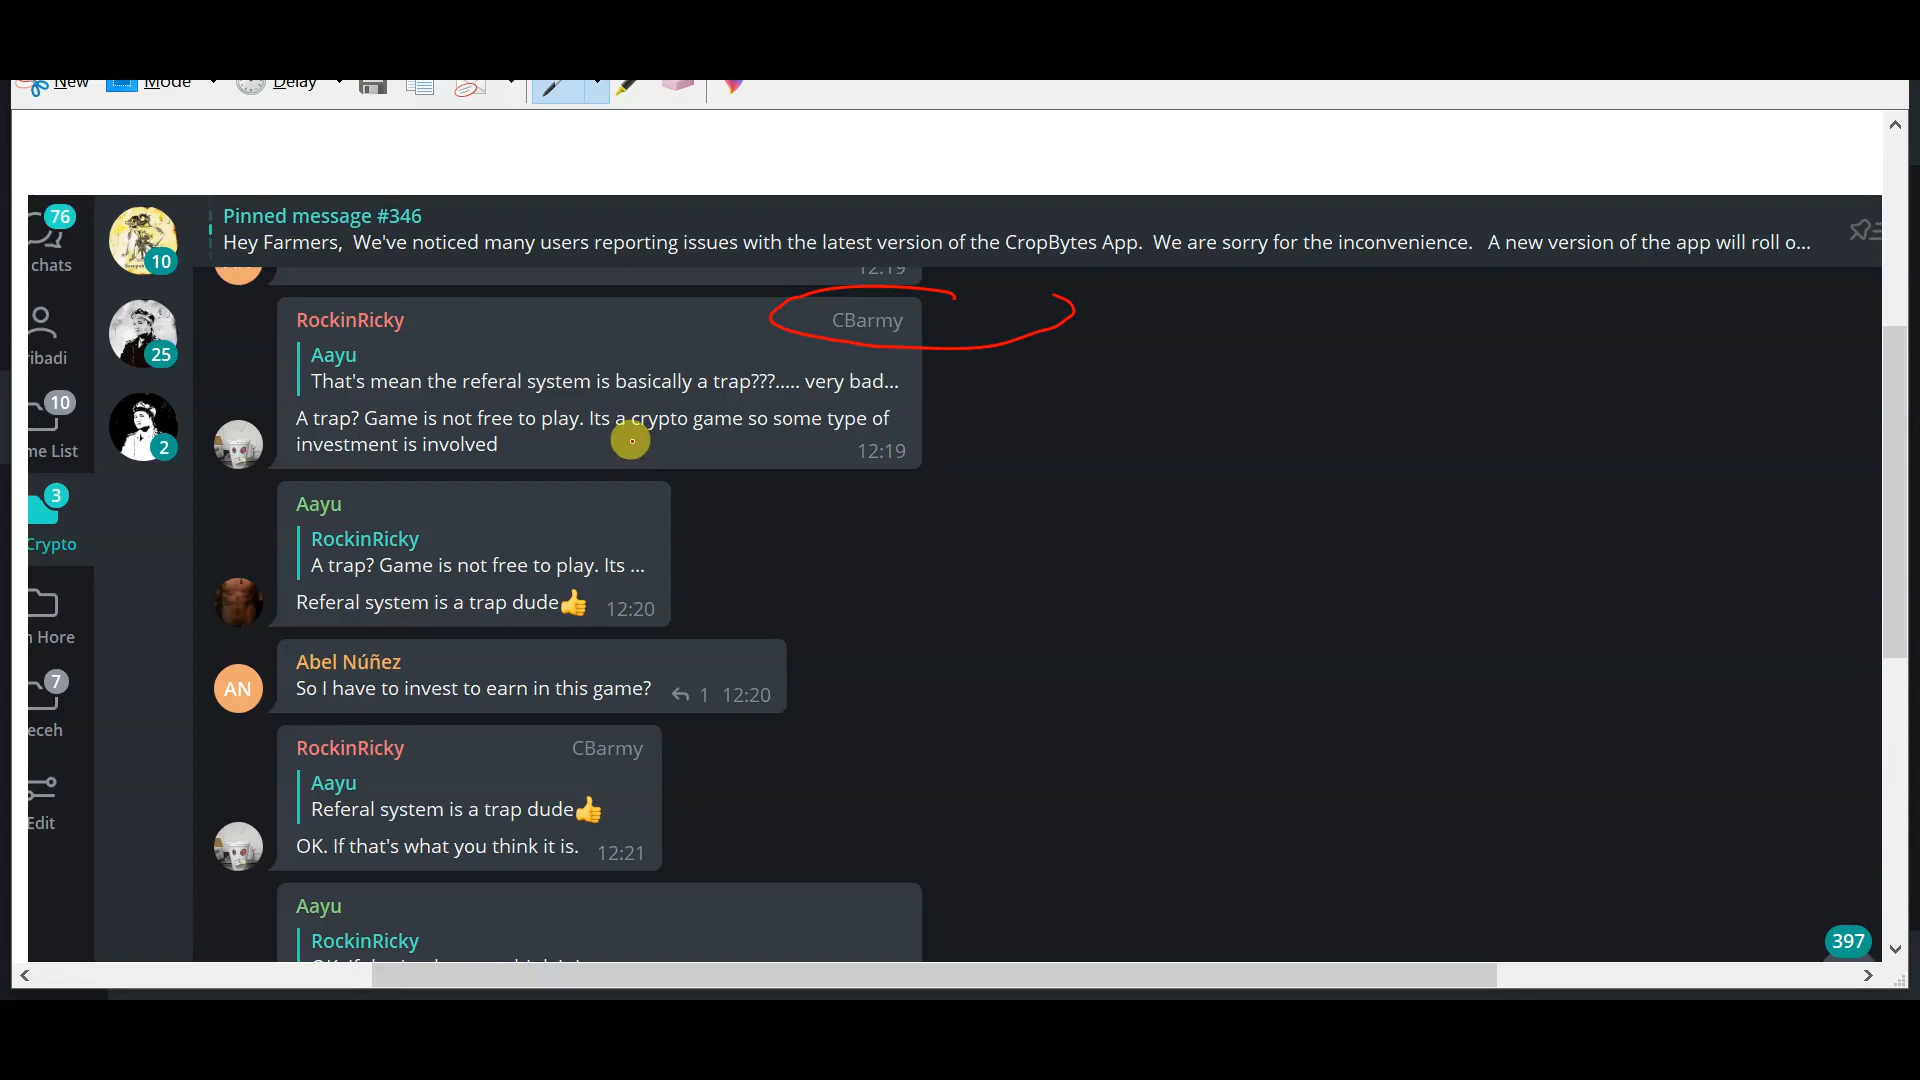 New
Mode
Delay
76
chats
ribadi
10
me List
3
Crypto
n Hore
7
eceh
Edit
10
25
2
Pinned message #346
Hey Farmers, We've noticed many users reporting issues with the latest version of the CropBytes App. We are sorry for the inconvenience. A new version of the app will roll o...
12:19
RockinRicky CBarmy
Aayu
That's mean the referal system is basically a trap???..... very bad...
A trap? Game is not free to play. Its a crypto game so some type of
investment is involved
12:19
Aayu
RockinRicky
A trap? Game is not free to play. Its ...
Referal system is a trap dude👍 12:20
AN
Abel Núñez
So I have to invest to earn in this game? 1 12:20
RockinRicky CBarmy
Aayu
Referal system is a trap dude👍
OK. If that's what you think it is. 12:21
Aayu
RockinRicky
397